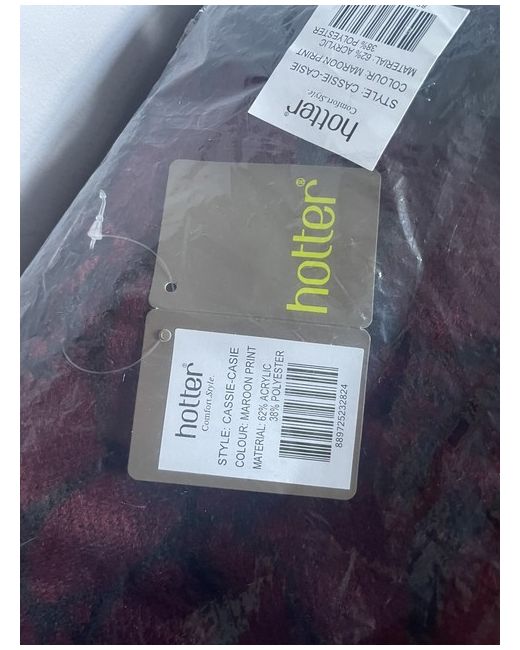 hotter®
Comfort.Style.
STYLE: CASSIE-CASIE
COLOUR: MAROON PRINT
MATERIAL: 62% ACRYLIC
38% POLYESTER
hotter®
hotter®
Comfort.Style.
STYLE: CASSIE-CASIE
COLOUR: MAROON PRINT
MATERIAL: 62% ACRYLIC
38% POLYESTER
889725232824